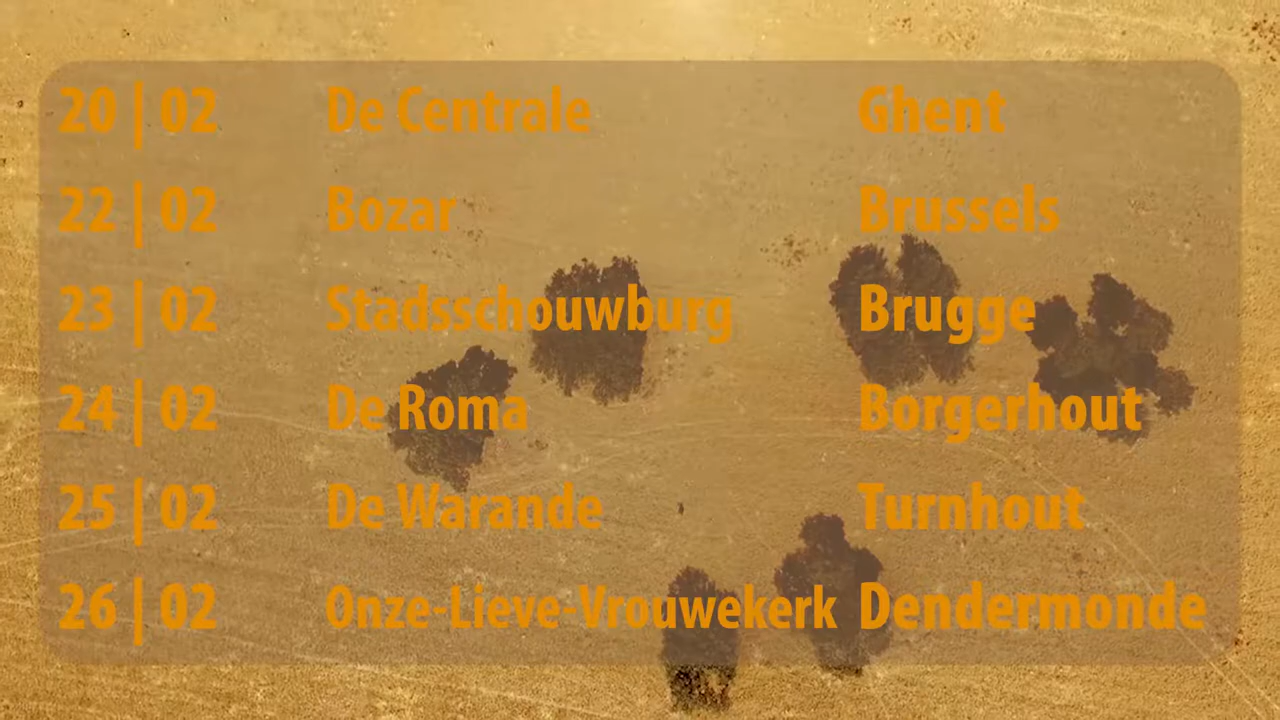 20 | 02 De Centrale Ghent
22 | 02 Bozar Brussels
23 | 02 Stadsschouwburg Brugge
24 | 02 De Roma Borgerhout
25 | 02 De Warande Turnhout
26 | 02 Onze-Lieve-Vrouwekerk Dendermonde